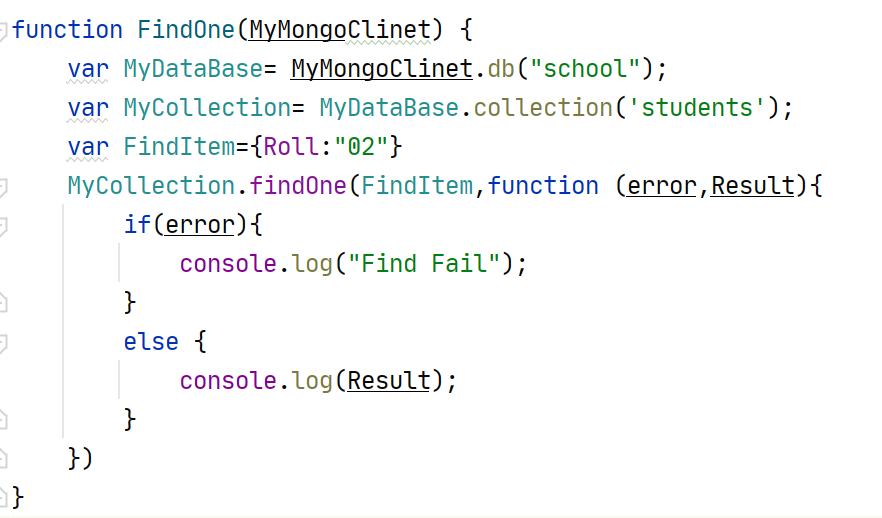 function FindOne(MyMongoClinet) {
    var MyDataBase= MyMongoClinet.db("school");
    var MyCollection= MyDataBase.collection('students');
    var FindItem={Roll:"02"}
    MyCollection.findOne(FindItem,function (error,Result){
        if(error){
            console.log("Find Fail");
        }
        else {
            console.log(Result);
        }
    })
}